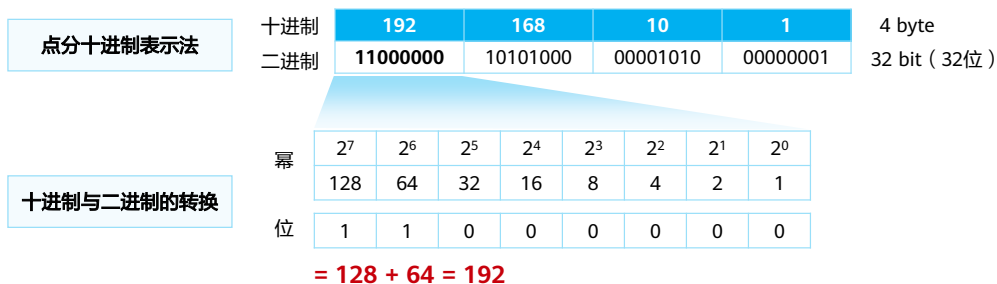 点分十进制表示法
十进制 192 168 10 1 4 byte
二进制 11000000 10101000 00001010 00000001 32 bit（32位）
十进制与二进制的转换
幂 2⁷ 2⁶ 2⁵ 2⁴ 2³ 2² 2¹ 2⁰
128 64 32 16 8 4 2 1
位 1 1 0 0 0 0 0 0
= 128 + 64 = 192